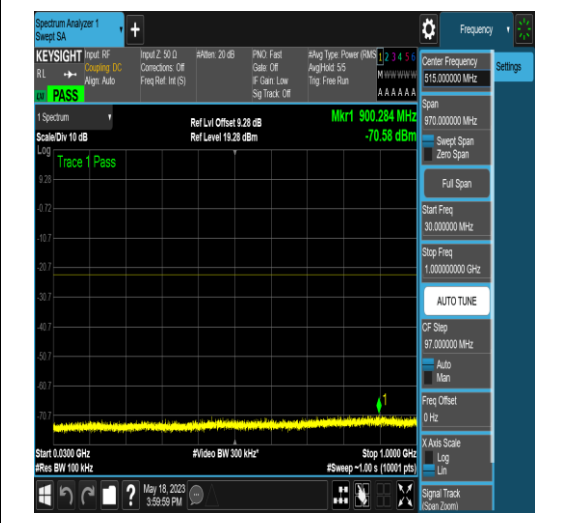 Spectrum Analyzer 1
Swept SA
Frequency
KEYSIGHT
RL
PASS
Input: RF
Coupling: DC
Align: Auto
Input Z: 50 Ω
Corrections: Off
Freq Ref: Int (S)
#Atten: 20 dB
PNO: Fast
Gate: Off
IF Gain: Low
Sig Track: Off
#Avg Type: Power (RMS
Avg|Hold: 5/5
Trig: Free Run
1 2 3 4 5 6
M W W W W W
A A A A A A
1 Spectrum
Scale/Div 10 dB
Ref Lvl Offset 9.28 dB
Ref Level 19.28 dBm
Mkr1 900.284 MHz
-70.58 dBm
Log
Trace 1 Pass
9.28
-0.72
-10.7
-20.7
-30.7
-40.7
-50.7
-60.7
-70.7
1
Start 0.0300 GHz
#Res BW 100 kHz
#Video BW 300 kHz*
Stop 1.0000 GHz
#Sweep ~1.00 s (10001 pts)
?
May 18, 2023
3:59:59 PM
Center Frequency
515.000000 MHz
Settings
Span
970.000000 MHz
Swept Span
Zero Span
Full Span
Start Freq
30.000000 MHz
Stop Freq
1.000000000 GHz
AUTO TUNE
CF Step
97.000000 MHz
Auto
Man
Freq Offset
0 Hz
X Axis Scale
Log
Lin
Signal Track
(Span Zoom)